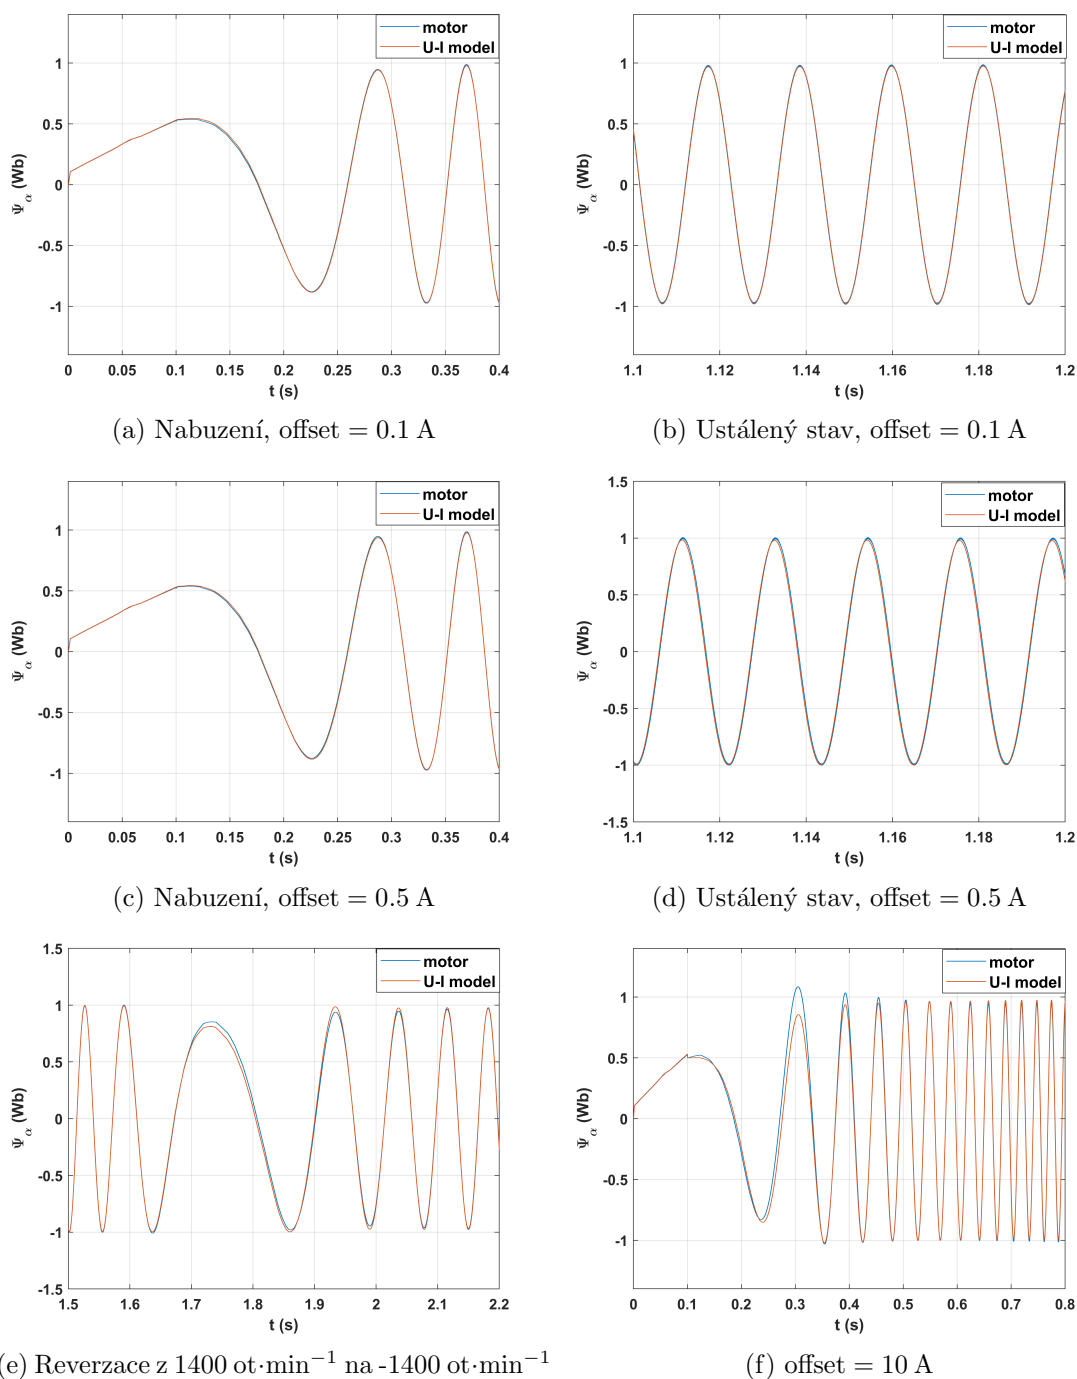 motor
U-I model
1
0.5
0
-0.5
-1
Ψα (Wb)
0 0.05 0.1 0.15 0.2 0.25 0.3 0.35 0.4
t (s)
(a) Nabuzení, offset = 0.1 A
motor
U-I model
1
0.5
0
-0.5
-1
Ψα (Wb)
1.1 1.12 1.14 1.16 1.18 1.2
t (s)
(b) Ustálený stav, offset = 0.1 A
motor
U-I model
1
0.5
0
-0.5
-1
Ψα (Wb)
0 0.05 0.1 0.15 0.2 0.25 0.3 0.35 0.4
t (s)
(c) Nabuzení, offset = 0.5 A
motor
U-I model
1.5
1
0.5
0
-0.5
-1
-1.5
Ψα (Wb)
1.1 1.12 1.14 1.16 1.18 1.2
t (s)
(d) Ustálený stav, offset = 0.5 A
motor
U-I model
1.5
1
0.5
0
-0.5
-1
-1.5
Ψα (Wb)
1.5 1.6 1.7 1.8 1.9 2 2.1 2.2
t (s)
(e) Reverzace z 1400 ot·min⁻¹ na -1400 ot·min⁻¹
motor
U-I model
1
0.5
0
-0.5
-1
Ψα (Wb)
0 0.1 0.2 0.3 0.4 0.5 0.6 0.7 0.8
t (s)
(f) offset = 10 A